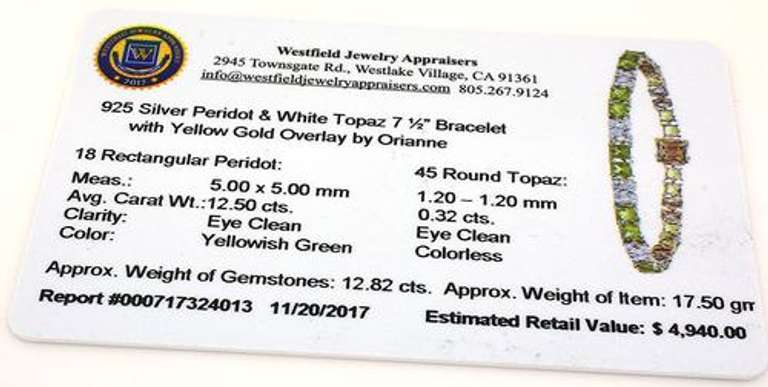 WESTFIELD JEWELRY APPRAISERS
W
2017
Westfield Jewelry Appraisers
2945 Townsgate Rd., Westlake Village, CA 91361
info@westfieldjewelryappraisers.com 805.267.9124
925 Silver Peridot & White Topaz 7 ½" Bracelet
with Yellow Gold Overlay by Orianne
18 Rectangular Peridot:
Meas.: 5.00 x 5.00 mm
Avg. Carat Wt.: 12.50 cts.
Clarity: Eye Clean
Color: Yellowish Green
45 Round Topaz:
1.20 – 1.20 mm
0.32 cts.
Eye Clean
Colorless
Approx. Weight of Gemstones: 12.82 cts. Approx. Weight of Item: 17.50 gm
Report #000717324013 11/20/2017 Estimated Retail Value: $ 4,940.00